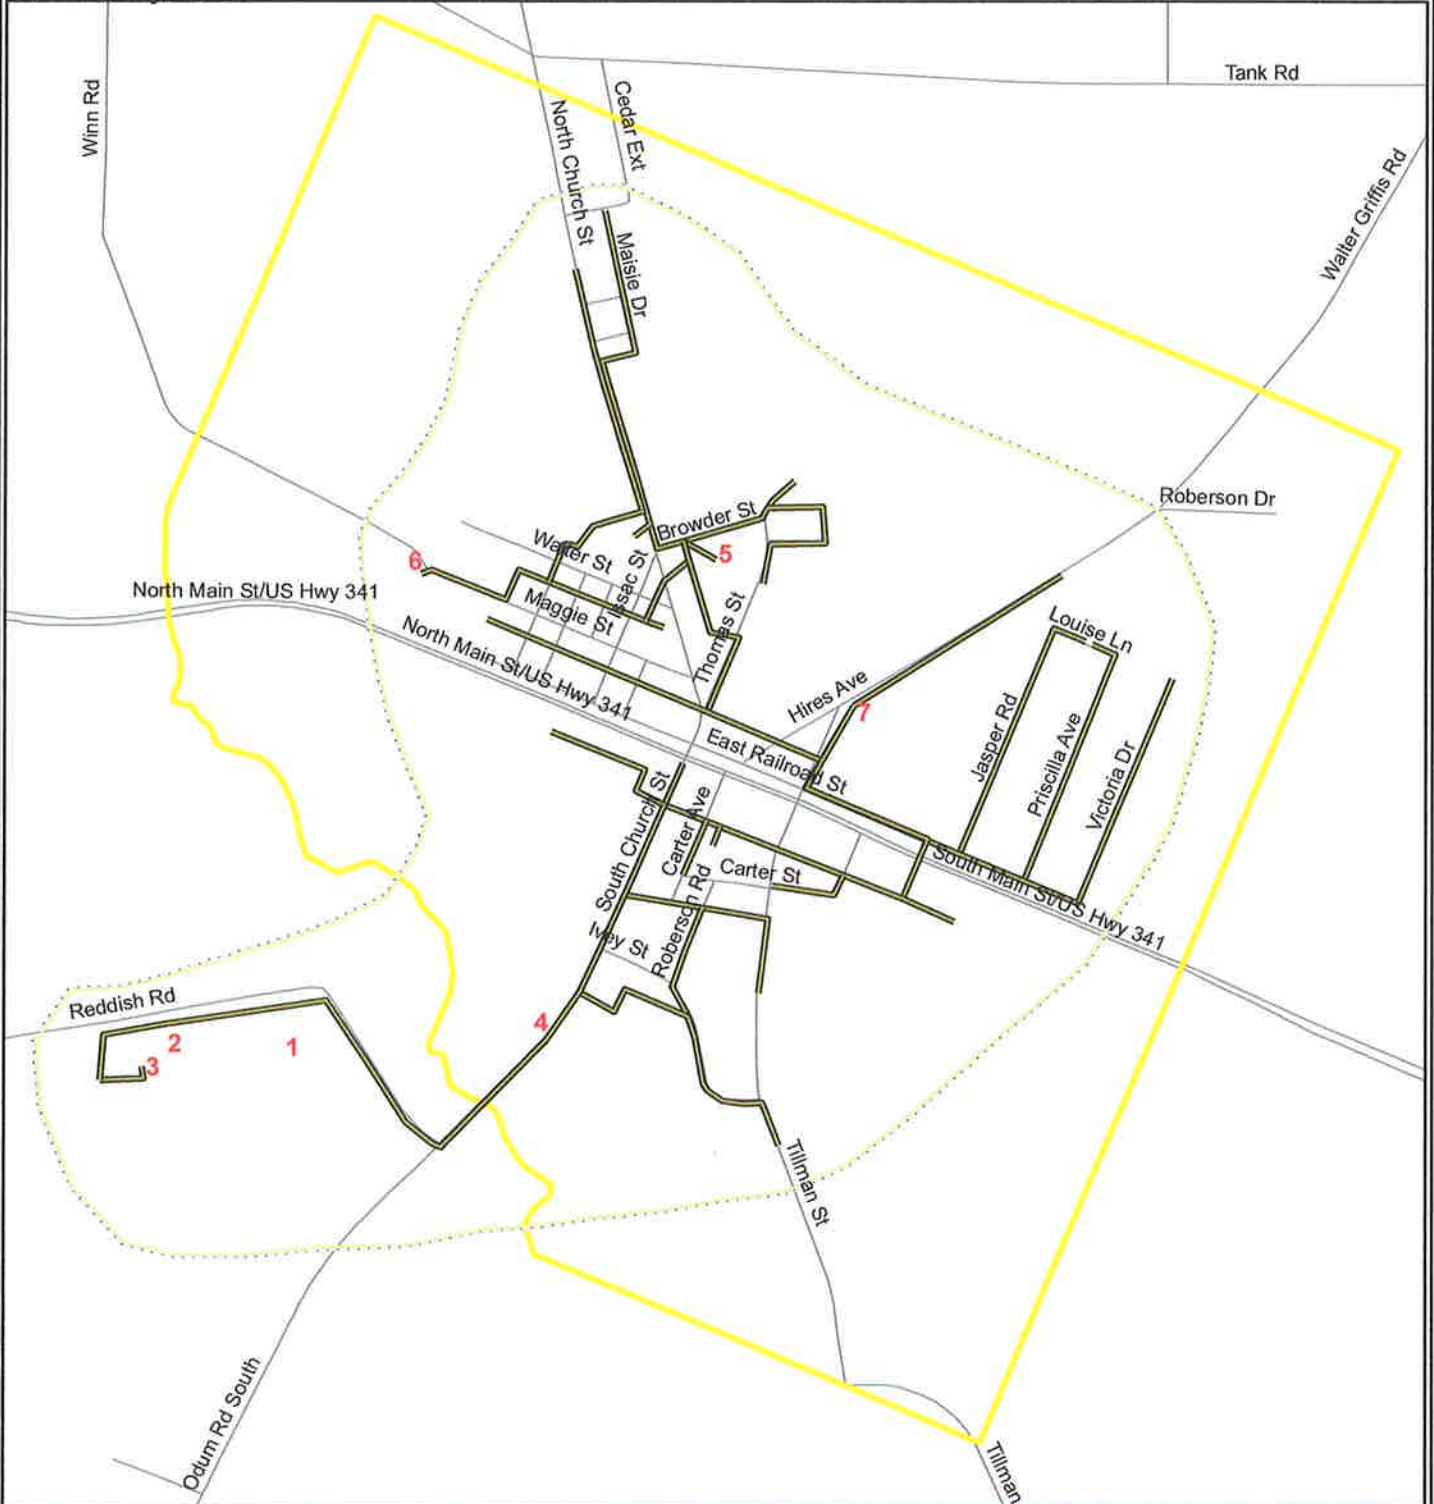 Tank Rd
Winn Rd
Cedar Ext
North Church St
Walter Griffis Rd
Maisie Dr
Roberson Dr
Browder St
5
Walter St
6
Issac St
North Main St/US Hwy 341
Maggie St
Thomas St
Louise Ln
North Main St/US Hwy 341
Hires Ave
7
Jasper Rd
East Railroad St
Priscilla Ave
Victoria Dr
South Church St
Carter Ave
Carter St
South Main St/US Hwy 341
Roberson Rd
Ivey St
Reddish Rd
4
2
1
3
Tillman St
Odum Rd South
Tillman